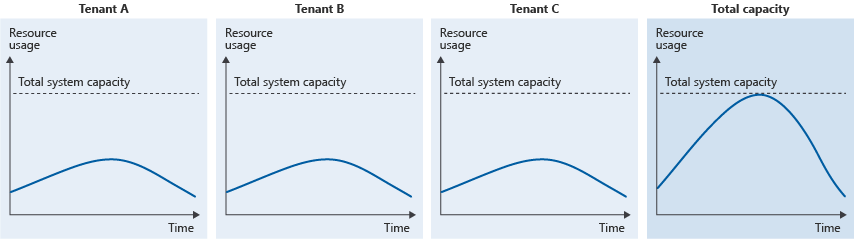 Tenant A
Resource
usage
Total system capacity
Time
Tenant B
Resource
usage
Total system capacity
Time
Tenant C
Resource
usage
Total system capacity
Time
Total capacity
Resource
usage
Total system capacity
Time